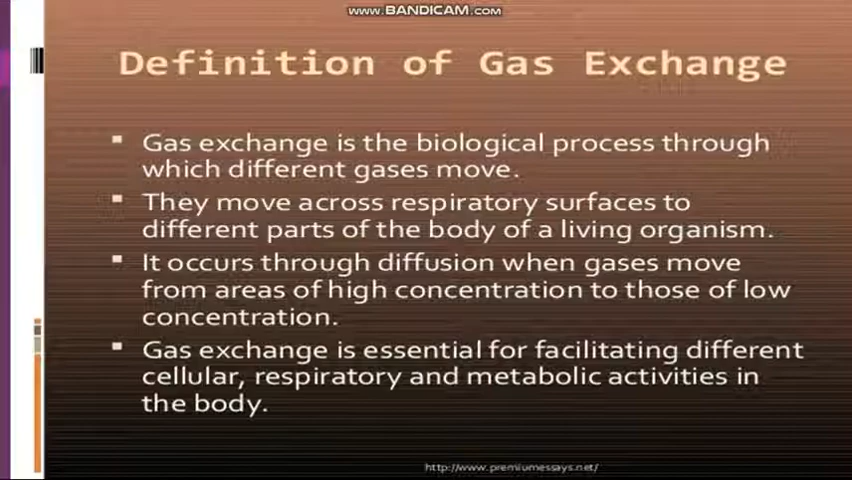 www.BANDICAM.com
Definition of Gas Exchange
▪ Gas exchange is the biological process through
which different gases move.
▪ They move across respiratory surfaces to
different parts of the body of a living organism.
▪ It occurs through diffusion when gases move
from areas of high concentration to those of low
concentration.
▪ Gas exchange is essential for facilitating different
cellular, respiratory and metabolic activities in
the body.
http://www.premiumessays.net/